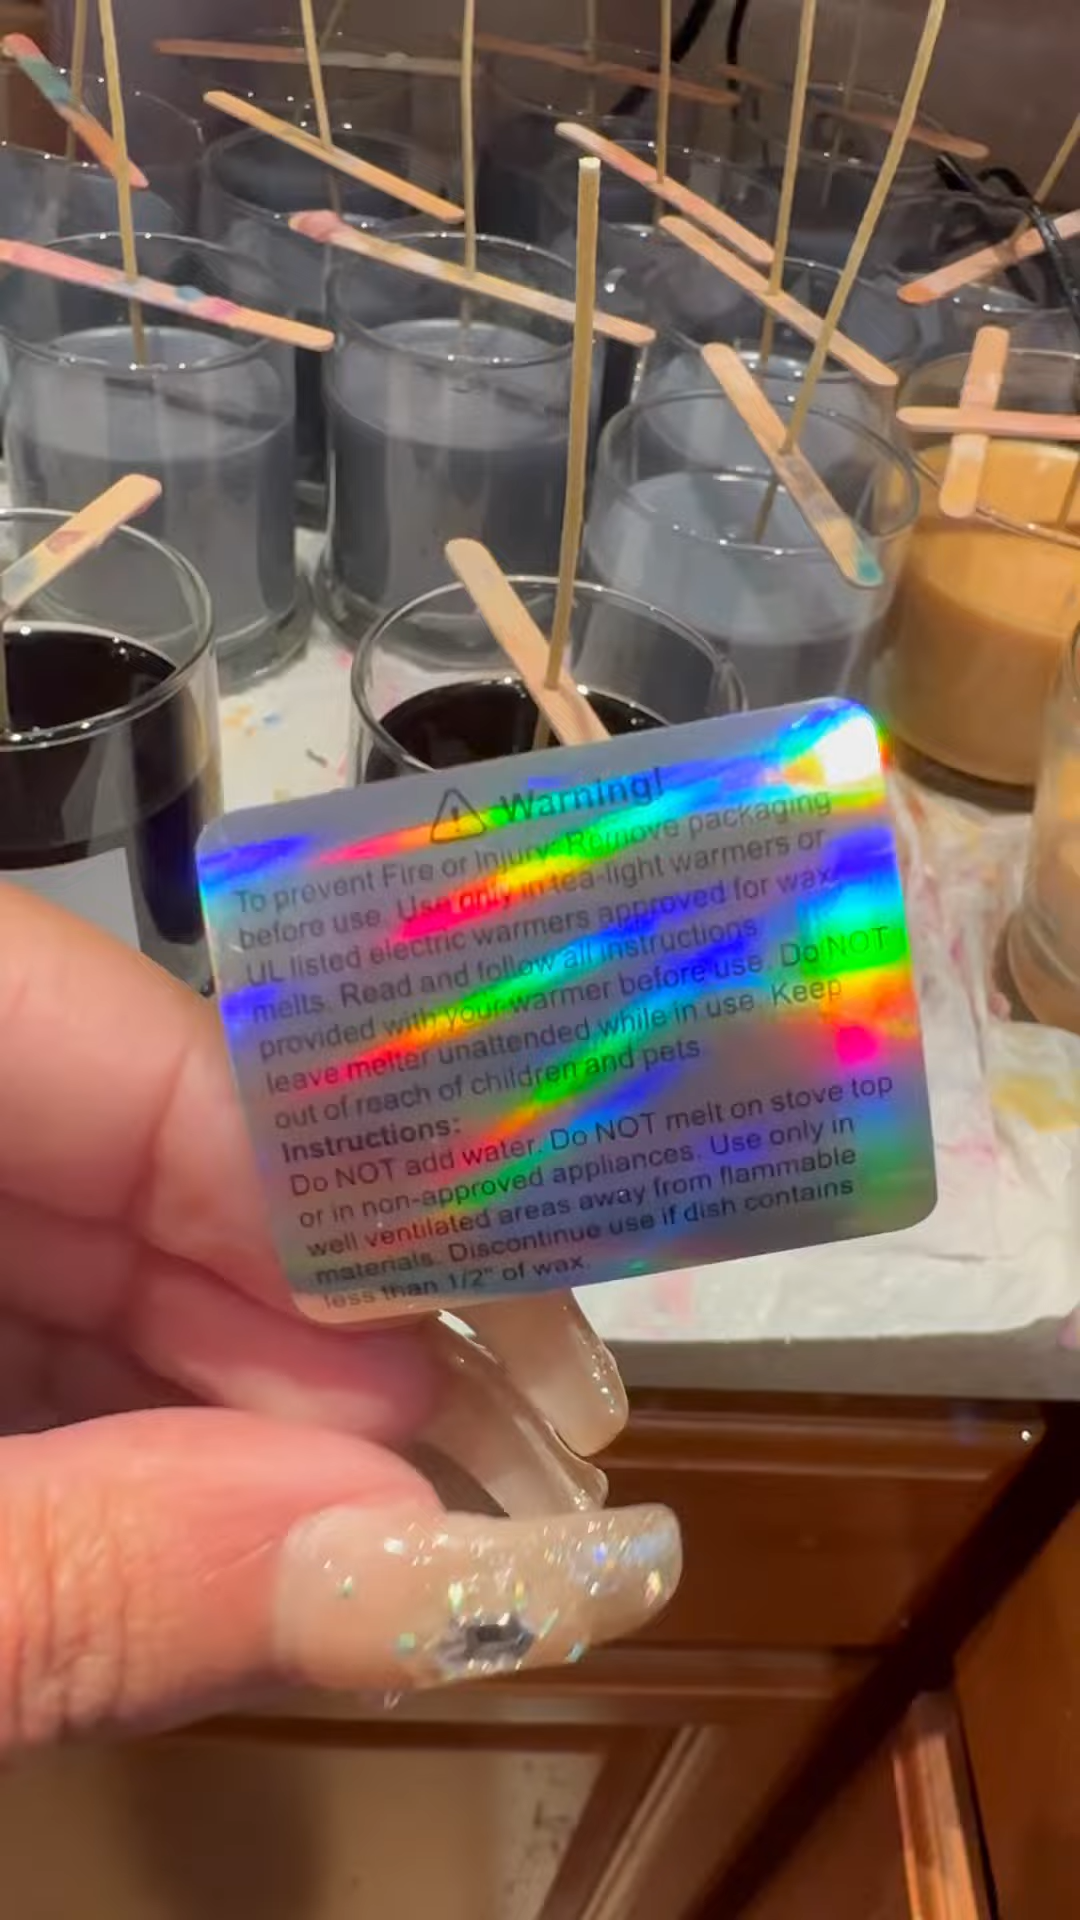 Warning!
To prevent Fire or Injury: Remove packaging
before use. Use only in tea-light warmers or
UL listed electric warmers approved for wax
melts. Read and follow all instructions
provided with your warmer before use. Do NOT
leave melter unattended while in use. Keep
out of reach of children and pets
Instructions:
Do NOT add water. Do NOT melt on stove top
or in non-approved appliances. Use only in
well ventilated areas away from flammable
materials. Discontinue use if dish contains
less than 1/2" of wax.